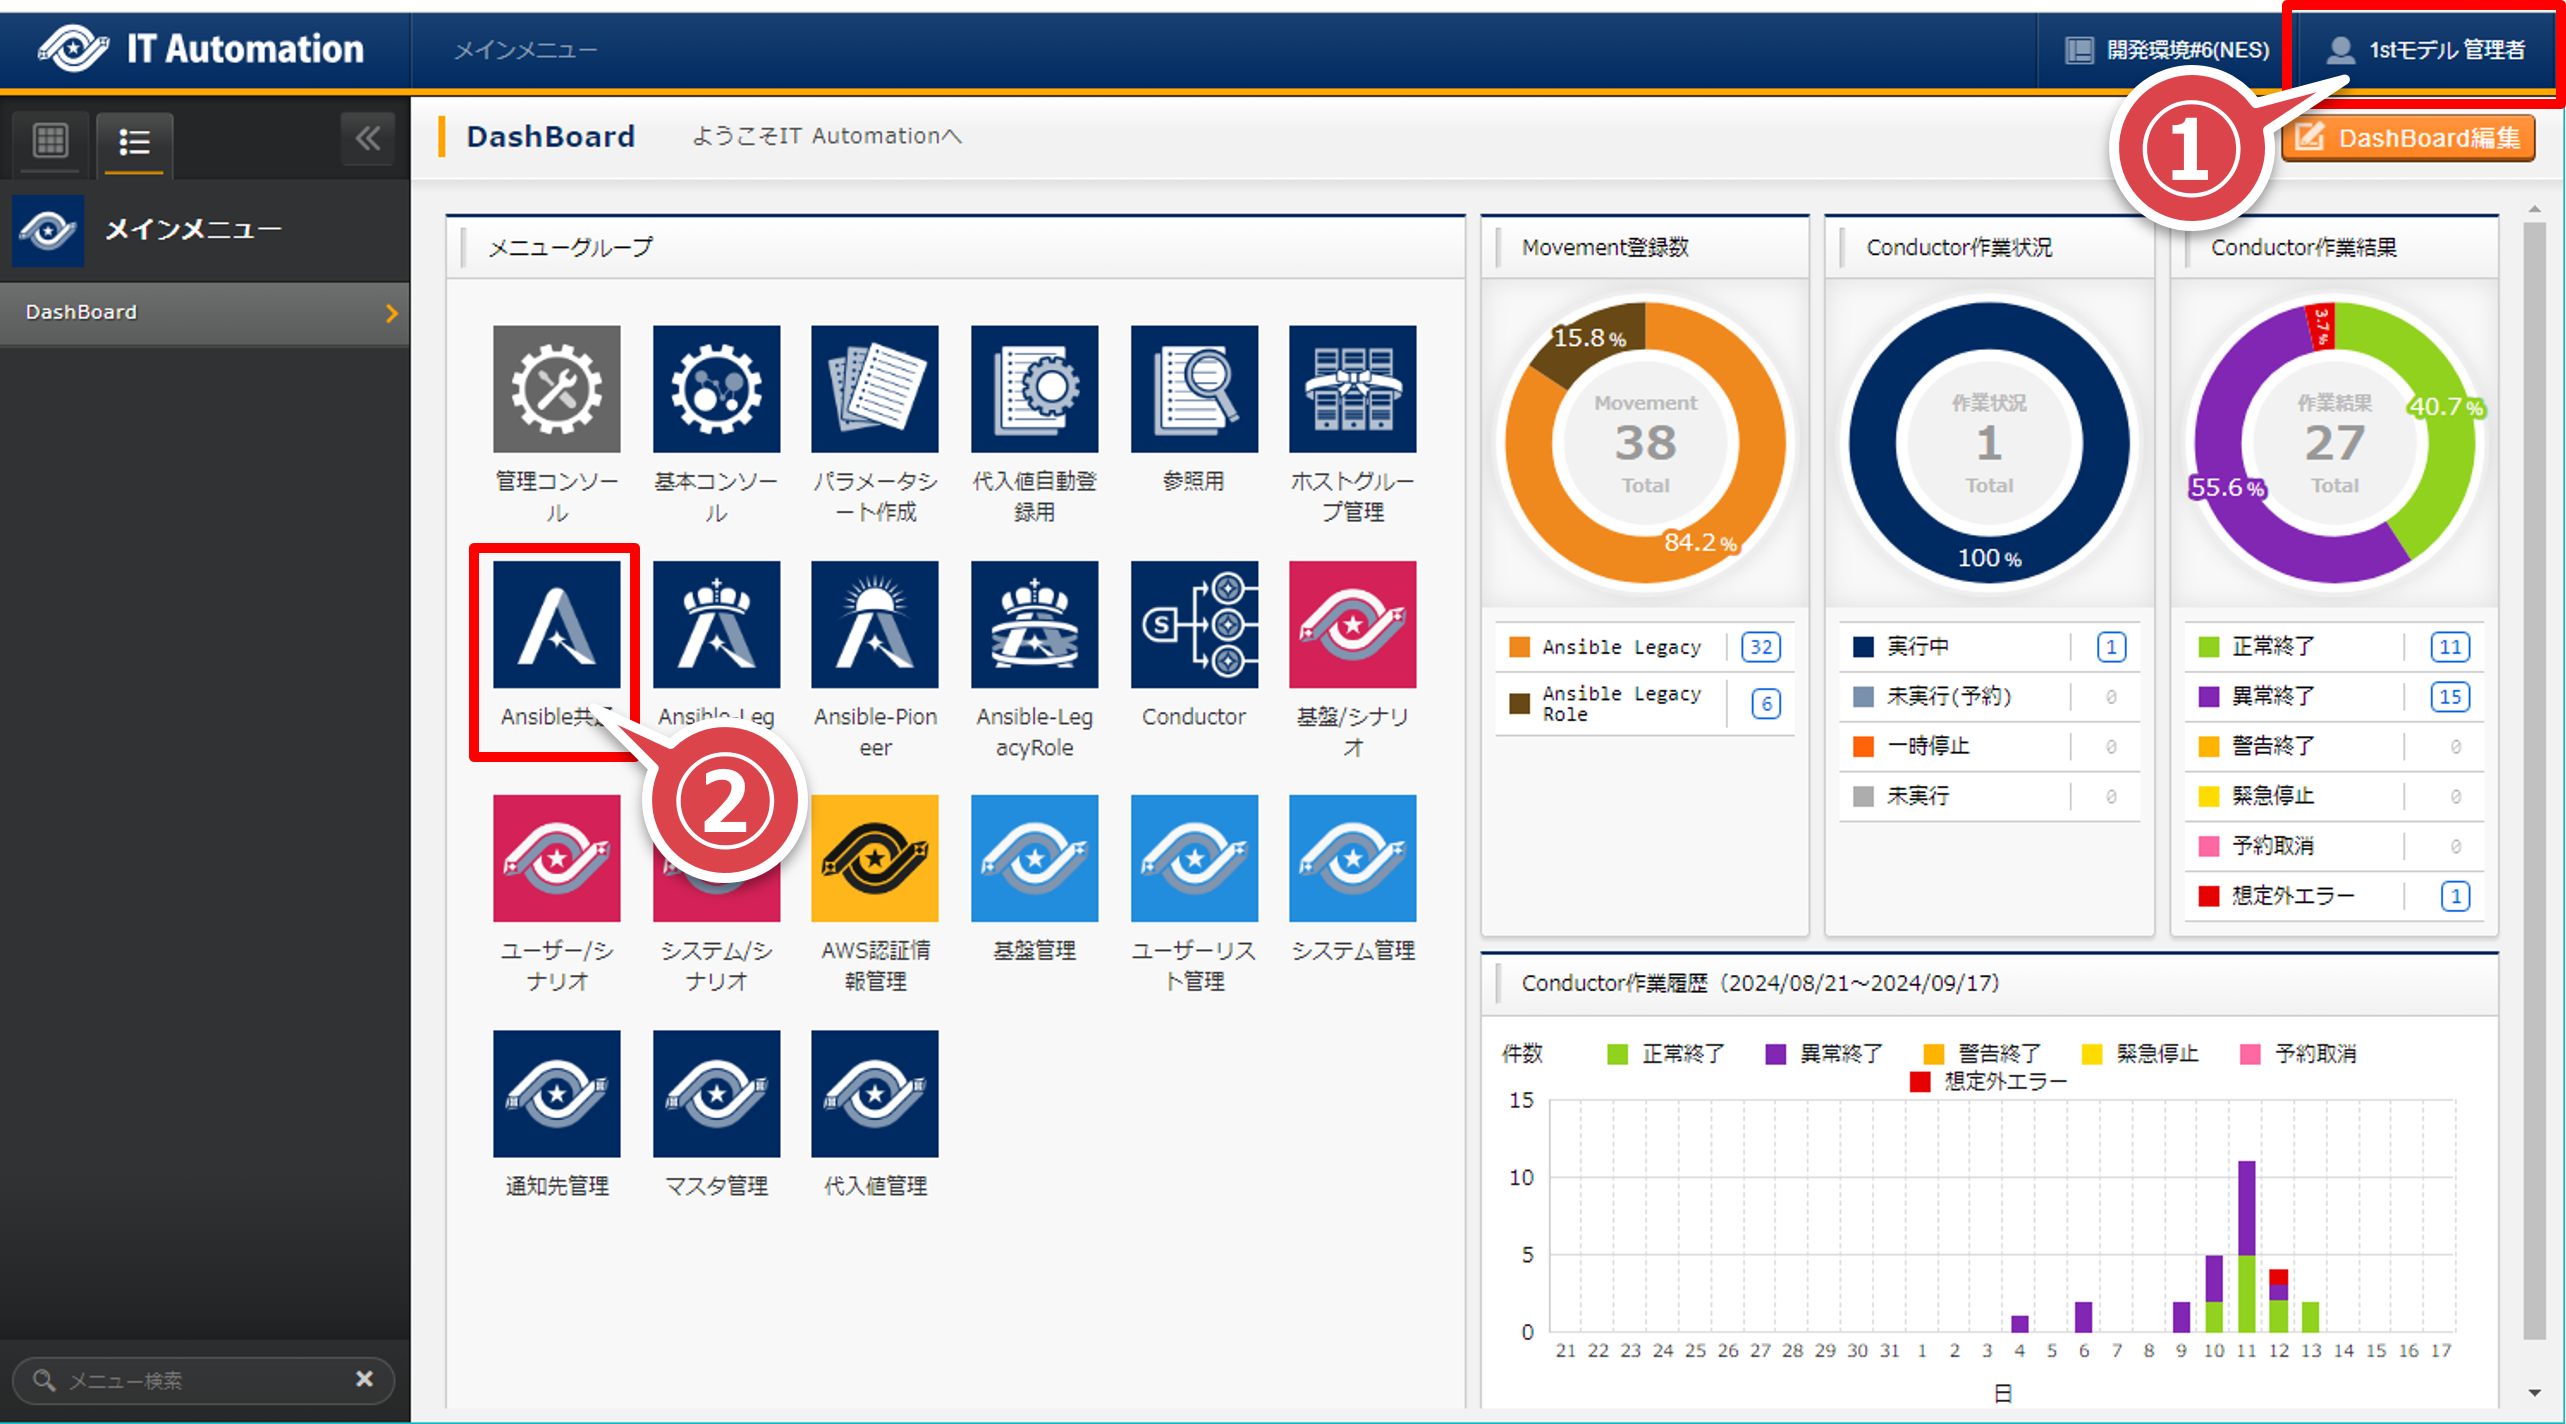 IT Automation
メインメニュー
開発環境#6(NES)
1stモデル 管理者
①
DashBoard
ようこそIT Automationへ
DashBoard編集
メインメニュー
DashBoard
メニュー検索
メニューグループ
管理コンソー
ル
基本コンソー
ル
パラメータシ
ート作成
代入値自動登
録用
参照用
ホストグルー
プ管理
Ansible共
Ansible-Leg
Ansible-Pion
eer
Ansible-Leg
acyRole
Conductor
基盤/シナリ
オ
②
ユーザー/シ
ナリオ
システム/シ
ナリオ
AWS認証情
報管理
基盤管理
ユーザーリス
ト管理
システム管理
通知先管理
マスタ管理
代入値管理
Movement登録数
15.8 %
Movement
38
Total
84.2 %
Ansible Legacy 32
Ansible Legacy
Role 6
Conductor作業状況
作業状況
1
Total
100 %
実行中 1
未実行(予約) 0
一時停止 0
未実行 0
Conductor作業結果
3.7 %
作業結果
27
Total
40.7 %
55.6 %
正常終了 11
異常終了 15
警告終了 0
緊急停止 0
予約取消 0
想定外エラー 1
Conductor作業履歴（2024/08/21～2024/09/17）
件数 正常終了 異常終了 警告終了 緊急停止 予約取消
想定外エラー
15
10
5
0
21 22 23 24 25 26 27 28 29 30 31 1 2 3 4 5 6 7 8 9 10 11 12 13 14 15 16 17
日